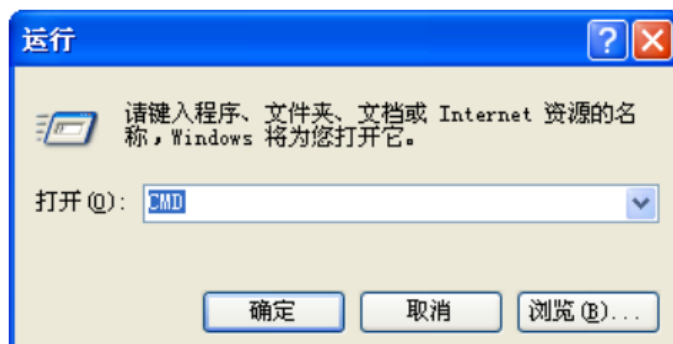 运行
请键入程序、文件夹、文档或 Internet 资源的名
称，Windows 将为您打开它。
打开(O): CMD
确定 取消 浏览(B)...